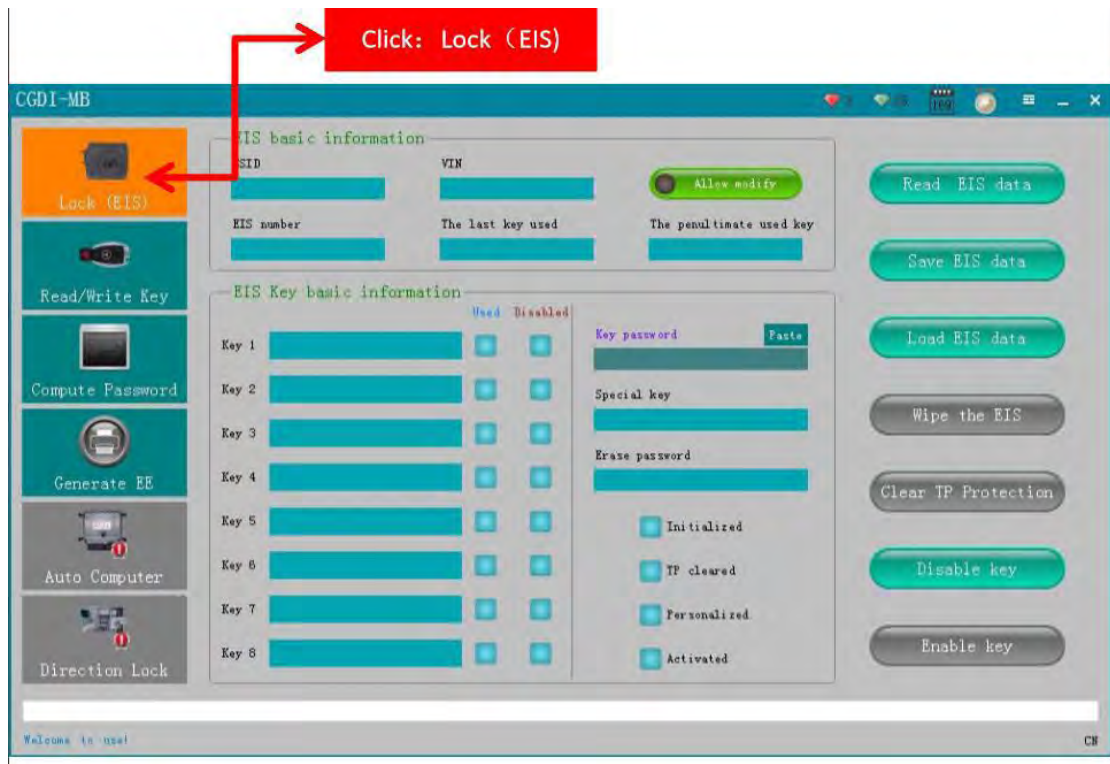 Click: Lock（EIS)
CGDI-MB
Lock (EIS)
Read/Write Key
Compute Password
Generate EE
Auto Computer
Direction Lock
EIS basic information
SSID
VIN
Allow modify
EIS number
The last key used
The penultimate used key
EIS Key basic information
Used Disabled
Key 1
Key 2
Key 3
Key 4
Key 5
Key 6
Key 7
Key 8
Key password
Paste
Special key
Erase password
Initialized
TP cleared
Personalized
Activated
Read EIS data
Save EIS data
Load EIS data
Wipe the EIS
Clear TP Protection
Disable key
Enable key
Welcome to use!
CN